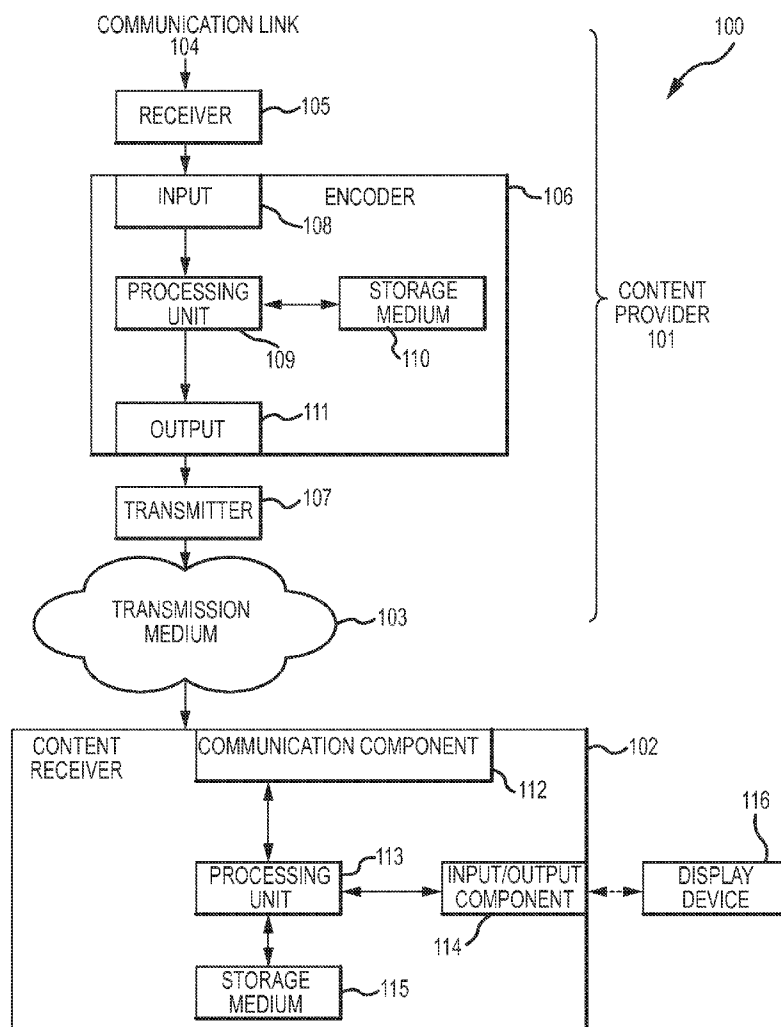 COMMUNICATION LINK
104
100
RECEIVER
105
INPUT
ENCODER
106
108
PROCESSING
UNIT
STORAGE
MEDIUM
109
110
CONTENT
PROVIDER
101
111
OUTPUT
TRANSMITTER
107
TRANSMISSION
MEDIUM
103
CONTENT
RECEIVER
COMMUNICATION COMPONENT
102
112
116
PROCESSING
UNIT
113
INPUT/OUTPUT
COMPONENT
DISPLAY
DEVICE
114
STORAGE
MEDIUM
115